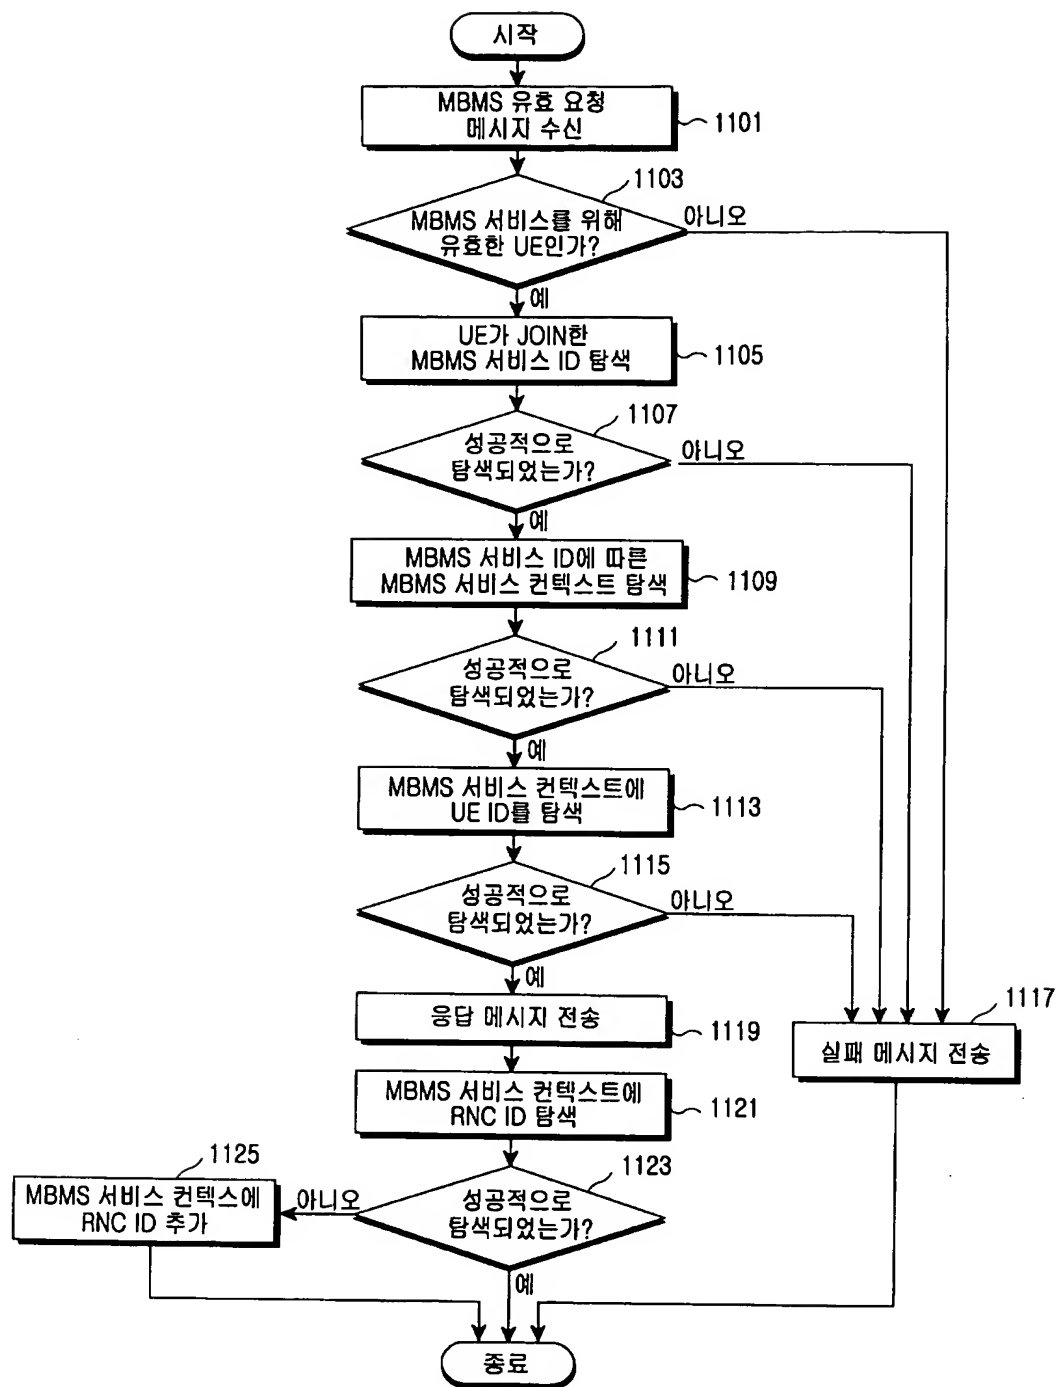 시작
MBMS 유효 요청
메시지 수신
1101
1103
MBMS 서비스를 위해
유효한 UE인가?
아니오
예
UE가 JOIN한
MBMS 서비스 ID 탐색
1105
1107
성공적으로
탐색되었는가?
아니오
예
MBMS 서비스 ID에 따른
MBMS 서비스 컨텍스트 탐색
1109
1111
성공적으로
탐색되었는가?
아니오
예
MBMS 서비스 컨텍스트에
UE ID를 탐색
1113
1115
성공적으로
탐색되었는가?
아니오
예
응답 메시지 전송
1119
1117
실패 메시지 전송
MBMS 서비스 컨텍스트에
RNC ID 탐색
1121
1123
성공적으로
탐색되었는가?
아니오
1125
MBMS 서비스 컨텍스에
RNC ID 추가
예
종료